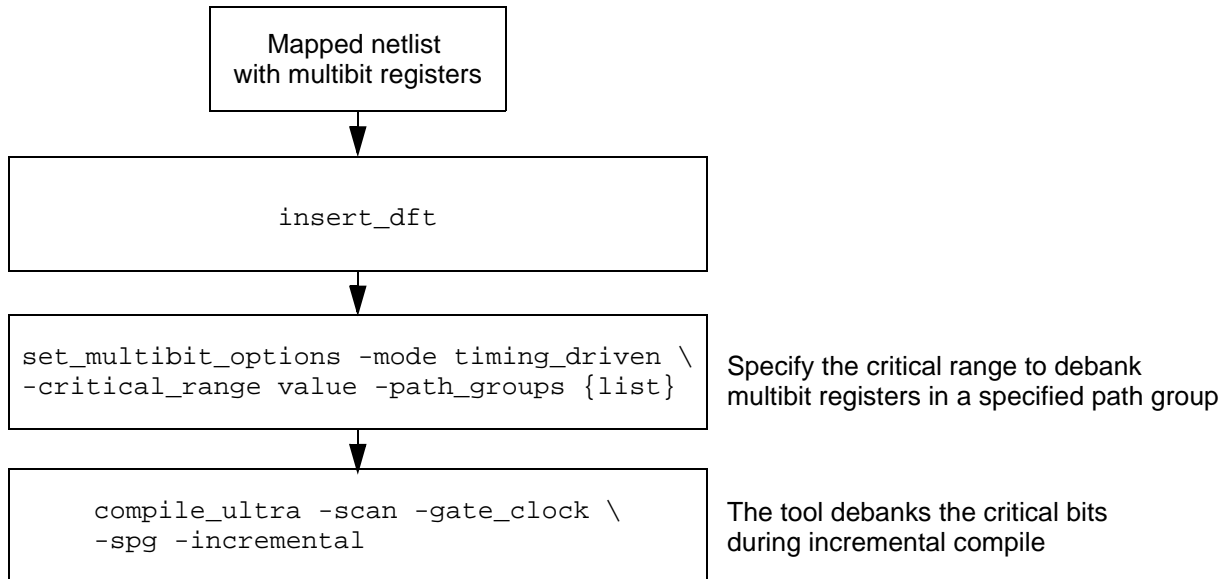 Mapped netlist
with multibit registers
insert_dft
set_multibit_options -mode timing_driven \
-critical_range value -path_groups {list}
Specify the critical range to debank
multibit registers in a specified path group
compile_ultra -scan -gate_clock \
-spg -incremental
The tool debanks the critical bits
during incremental compile